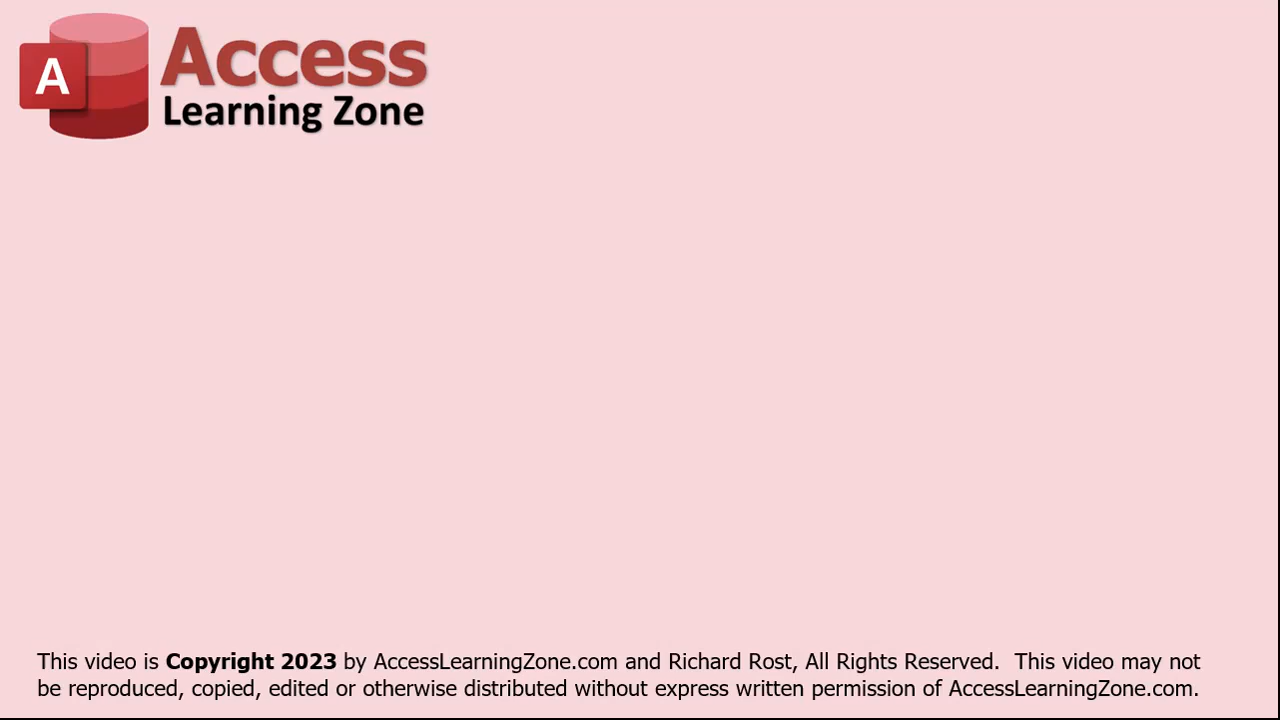 A
Access
Learning Zone
This video is Copyright 2023 by AccessLearningZone.com and Richard Rost, All Rights Reserved.  This video may not
be reproduced, copied, edited or otherwise distributed without express written permission of AccessLearningZone.com.